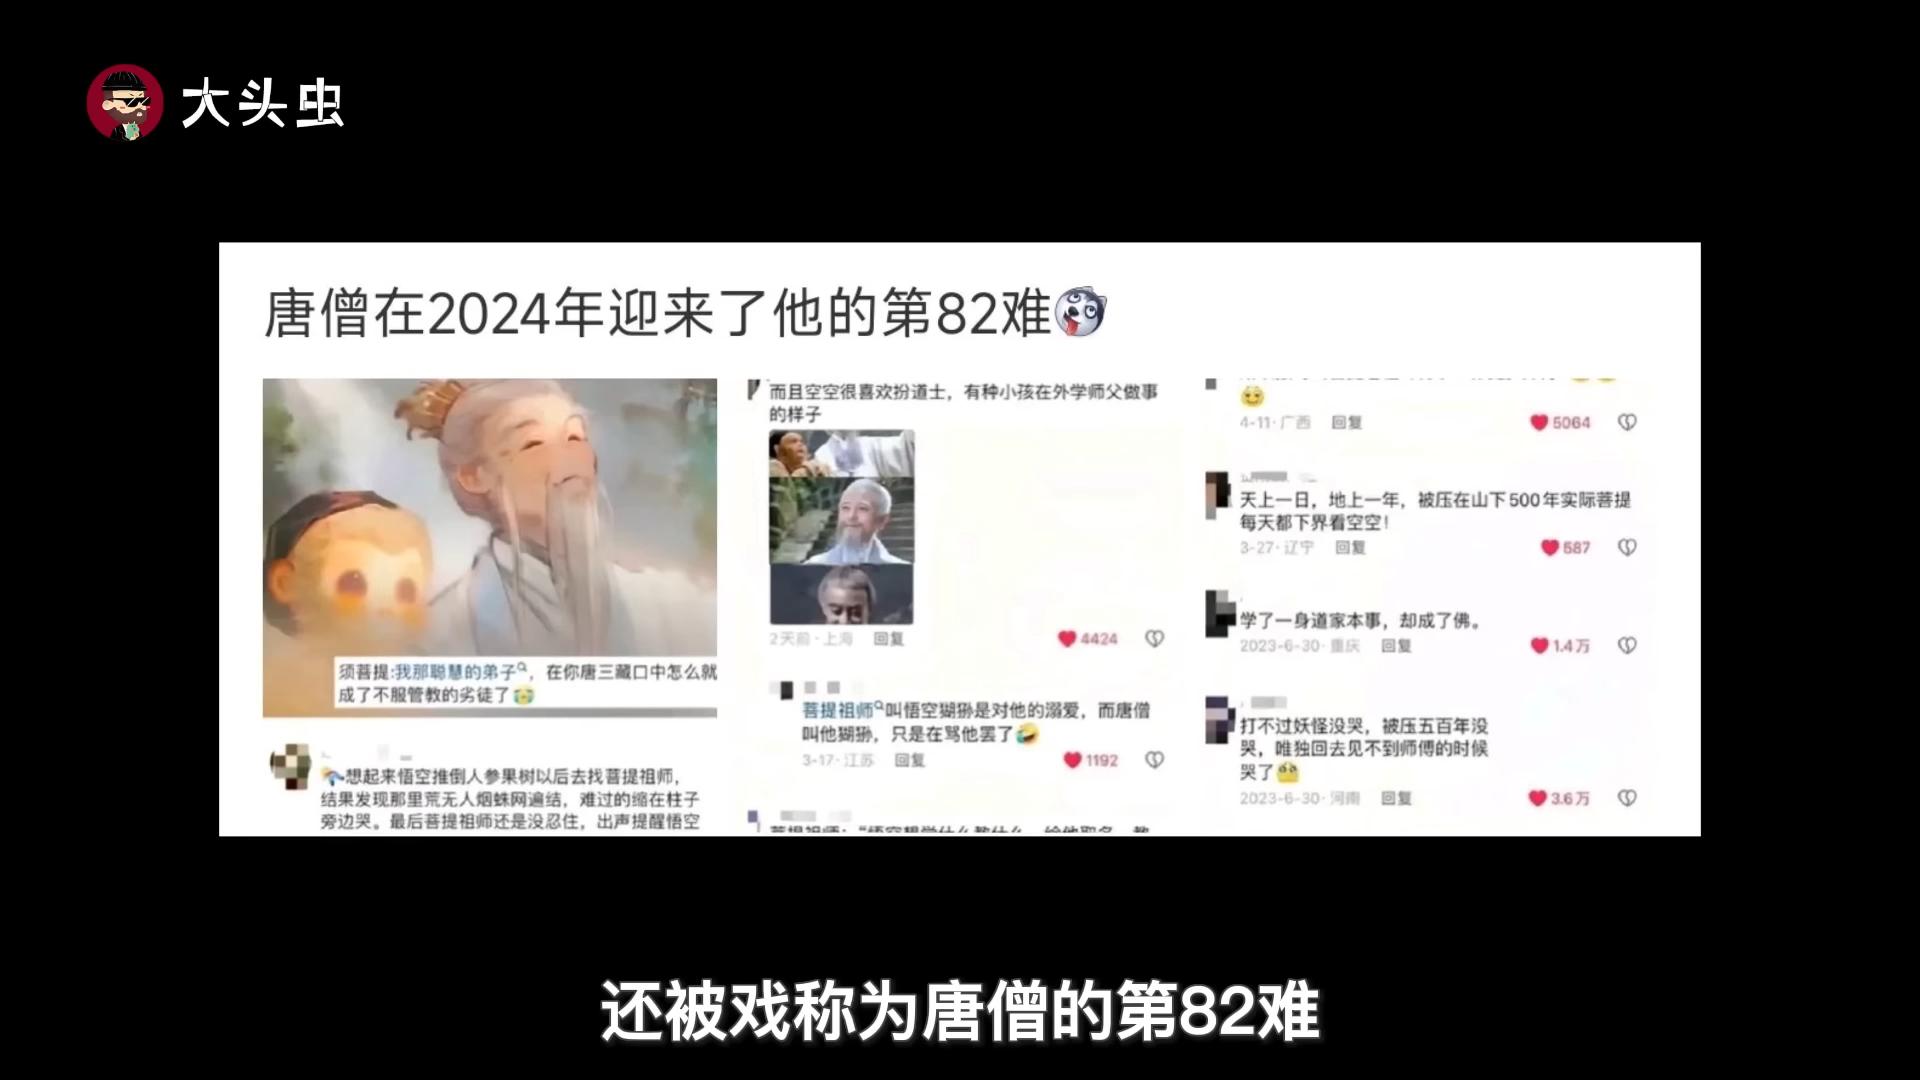 大头虫
唐僧在2024年迎来了他的第82难
须菩提:我那聪慧的弟子，在你唐三藏口中怎么就
成了不服管教的劣徒了
想起来悟空推倒人参果树以后去找菩提祖师，
结果发现那里荒无人烟蛛网遍结，难过的缩在柱子
旁边哭。最后菩提祖师还是没忍住，出声提醒悟空
而且空空很喜欢扮道士，有种小孩在外学师父做事
的样子
2天前·上海 回复 4424
菩提祖师叫悟空猢狲是对他的溺爱，而唐僧
叫他猢狲，只是在骂他罢了
3-17·江苏 回复 1192
4-11·广西 回复 5064
天上一日，地上一年，被压在山下500年实际菩提
每天都下界看空空！
3-27·辽宁 回复 587
学了一身道家本事，却成了佛。
2023-6-30·重庆 回复 1.4万
打不过妖怪没哭，被压五百年没
哭，唯独回去见不到师傅的时候
哭了
2023-6-30·河南 回复 3.6万
还被戏称为唐僧的第82难